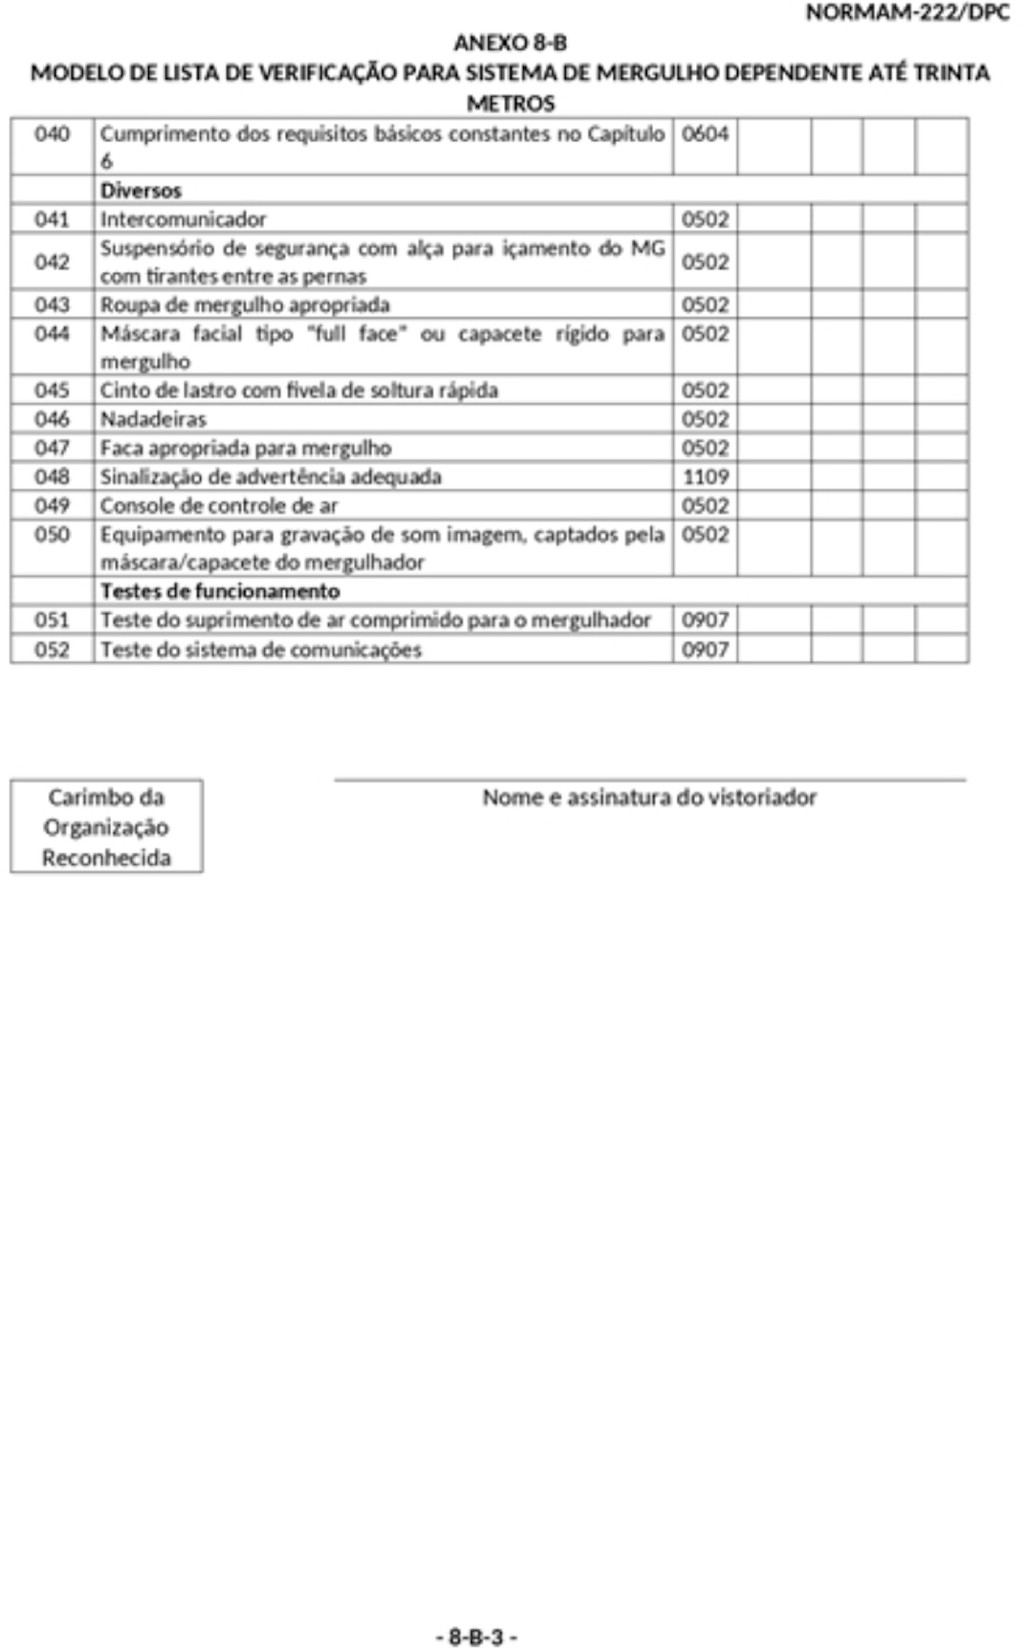 NORMAM-222/DPC
ANEXO 8-B
MODELO DE LISTA DE VERIFICAÇÃO PARA SISTEMA DE MERGULHO DEPENDENTE ATÉ TRINTA
METROS
040 Cumprimento dos requisitos básicos constantes no Capítulo 0604
6
Diversos
041 Intercomunicador 0502
042 Suspensório de segurança com alça para içamento do MG 0502
com tirantes entre as pernas
043 Roupa de mergulho apropriada 0502
044 Máscara facial tipo "full face" ou capacete rígido para 0502
mergulho
045 Cinto de lastro com fivela de soltura rápida 0502
046 Nadadeiras 0502
047 Faca apropriada para mergulho 0502
048 Sinalização de advertência adequada 1109
049 Console de controle de ar 0502
050 Equipamento para gravação de som imagem, captados pela 0502
máscara/capacete do mergulhador
Testes de funcionamento
051 Teste do suprimento de ar comprimido para o mergulhador 0907
052 Teste do sistema de comunicações 0907
Carimbo da
Organização
Reconhecida
Nome e assinatura do vistoriador
- 8-B-3 -